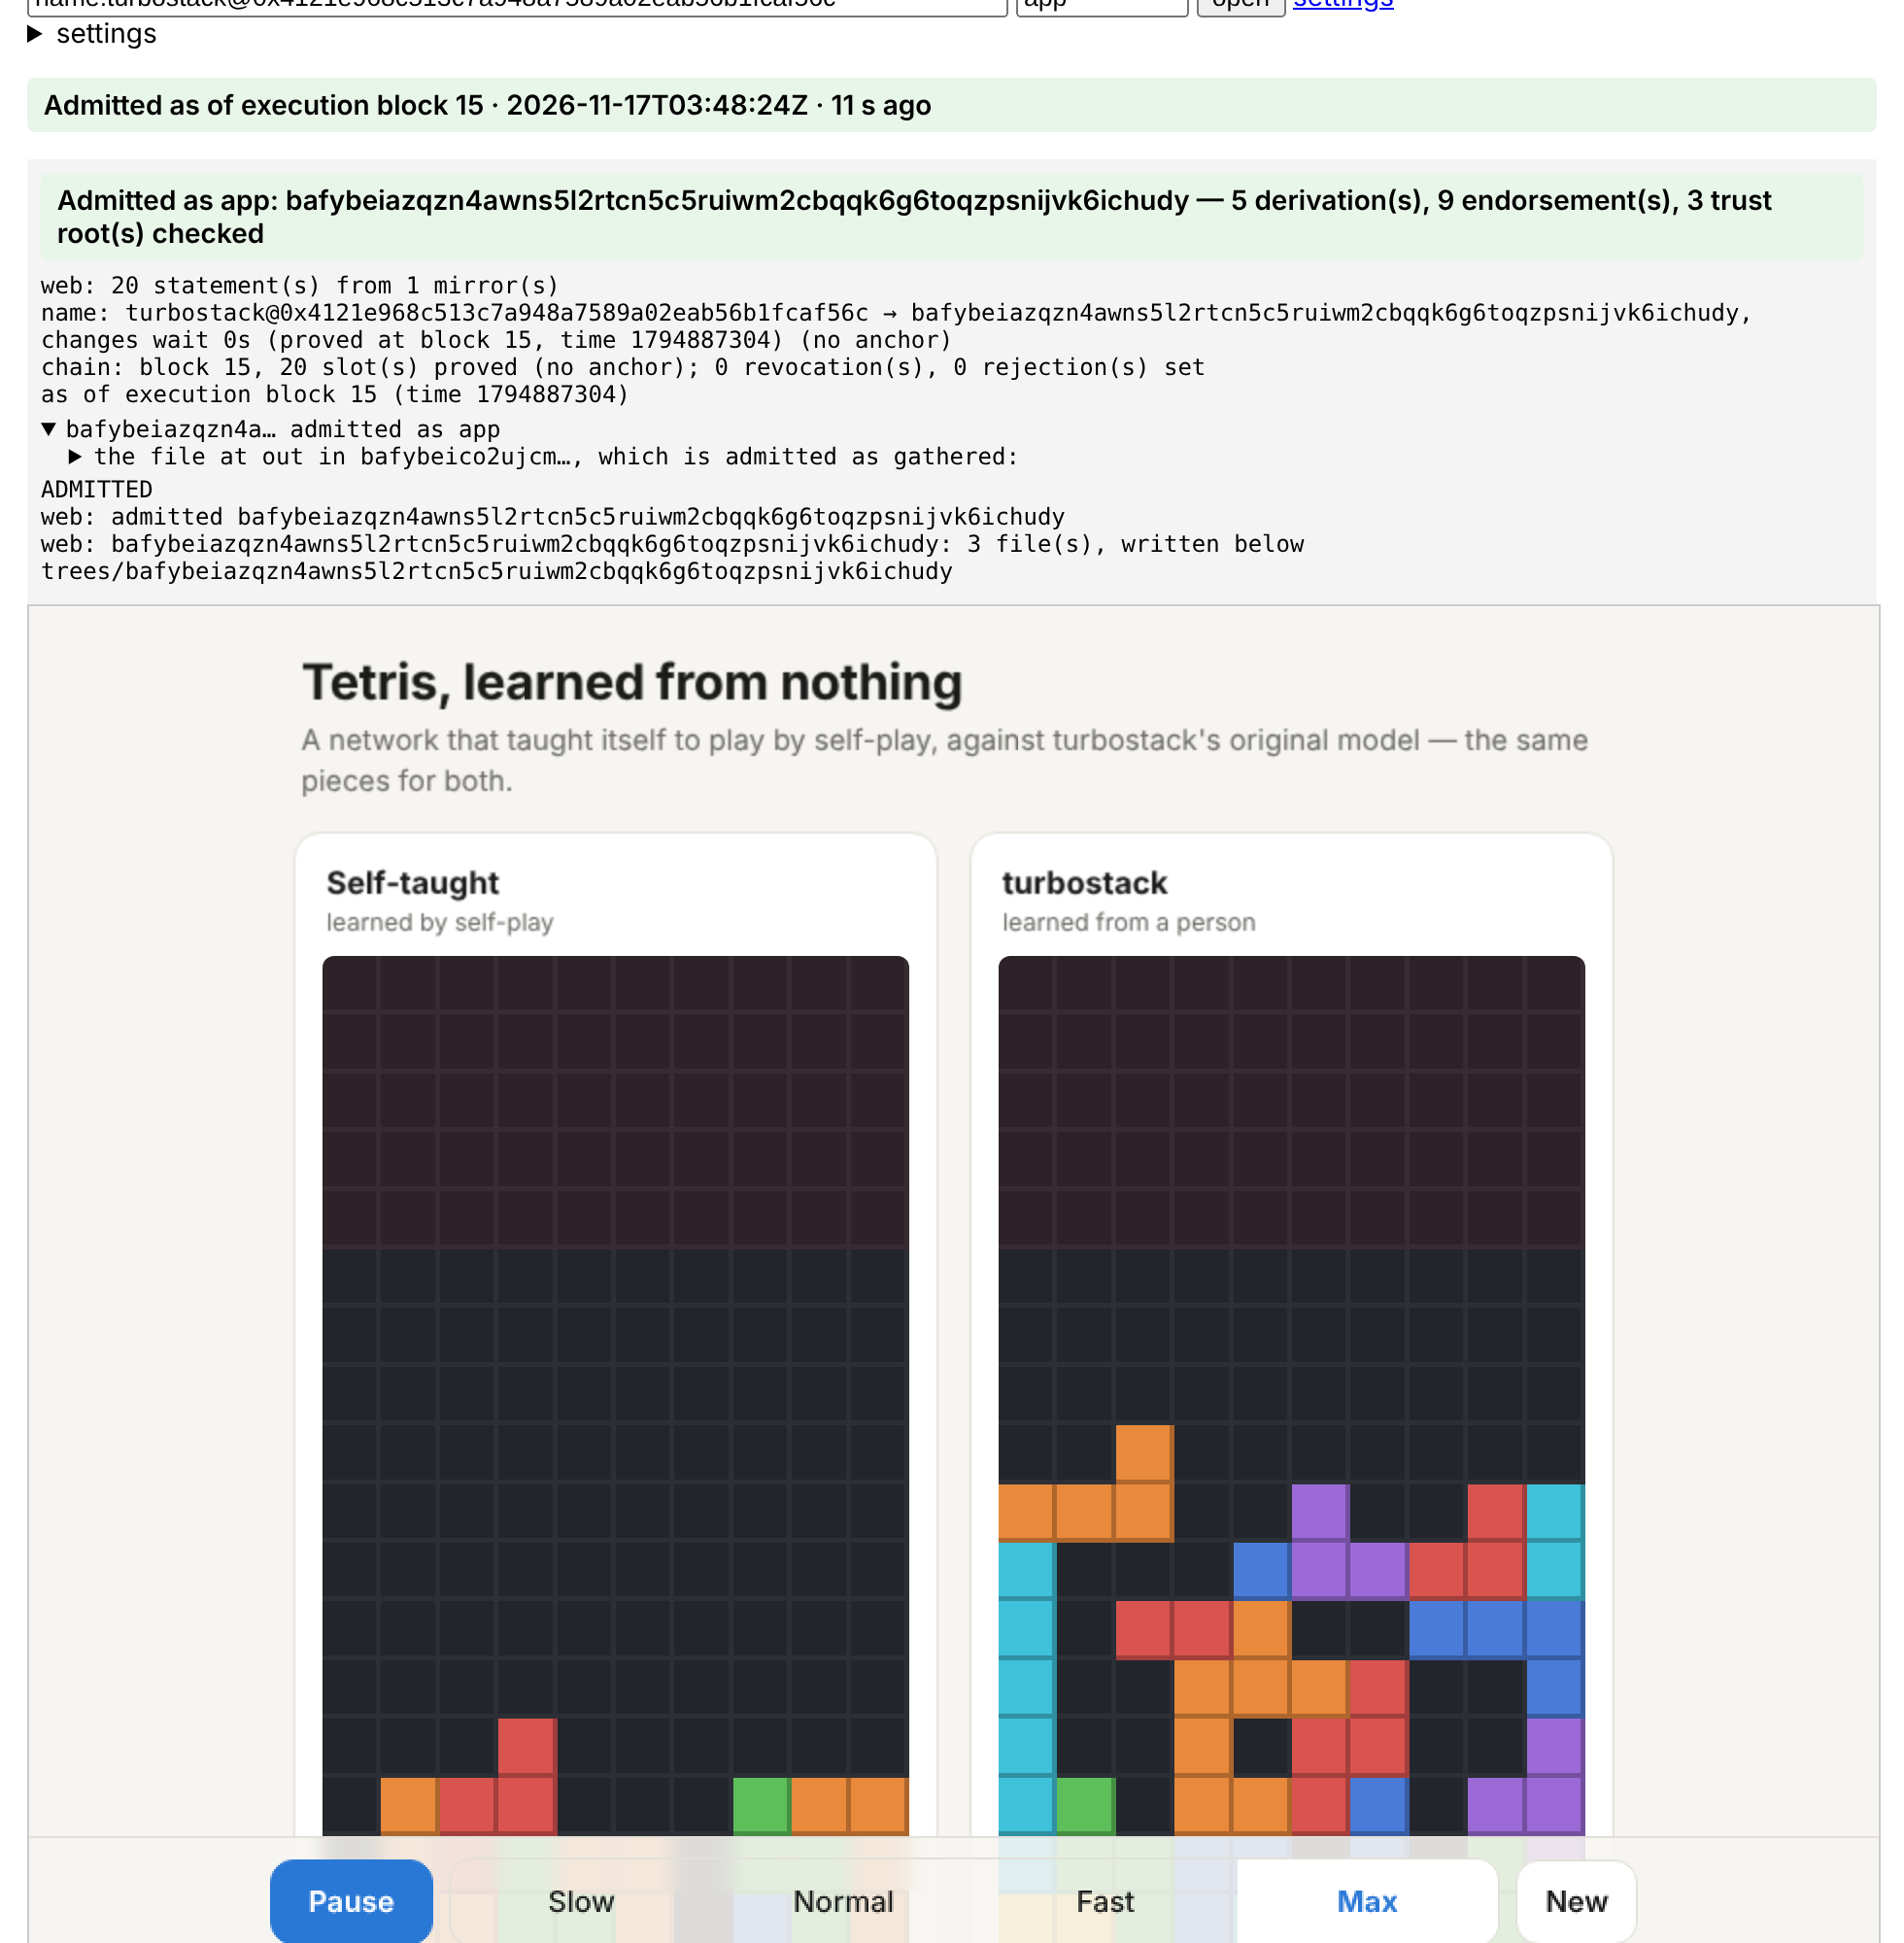 name:turbostack@0x4121e968c513c7a948a7589a02eab56b1fcaf56c app open settings
▶ settings
Admitted as of execution block 15 · 2026-11-17T03:48:24Z · 11 s ago
Admitted as app: bafybeiazqzn4awns5l2rtcn5c5ruiwm2cbqqk6g6toqzpsnijvk6ichudy — 5 derivation(s), 9 endorsement(s), 3 trust
root(s) checked
web: 20 statement(s) from 1 mirror(s)
name: turbostack@0x4121e968c513c7a948a7589a02eab56b1fcaf56c → bafybeiazqzn4awns5l2rtcn5c5ruiwm2cbqqk6g6toqzpsnijvk6ichudy,
changes wait 0s (proved at block 15, time 1794887304) (no anchor)
chain: block 15, 20 slot(s) proved (no anchor); 0 revocation(s), 0 rejection(s) set
as of execution block 15 (time 1794887304)
▼ bafybeiazqzn4a… admitted as app
▶ the file at out in bafybeico2ujcm…, which is admitted as gathered:
ADMITTED
web: admitted bafybeiazqzn4awns5l2rtcn5c5ruiwm2cbqqk6g6toqzpsnijvk6ichudy
web: bafybeiazqzn4awns5l2rtcn5c5ruiwm2cbqqk6g6toqzpsnijvk6ichudy: 3 file(s), written below
trees/bafybeiazqzn4awns5l2rtcn5c5ruiwm2cbqqk6g6toqzpsnijvk6ichudy
Tetris, learned from nothing
A network that taught itself to play by self-play, against turbostack's original model — the same
pieces for both.
Self-taught
learned by self-play
turbostack
learned from a person
Pause Slow Normal Fast Max New